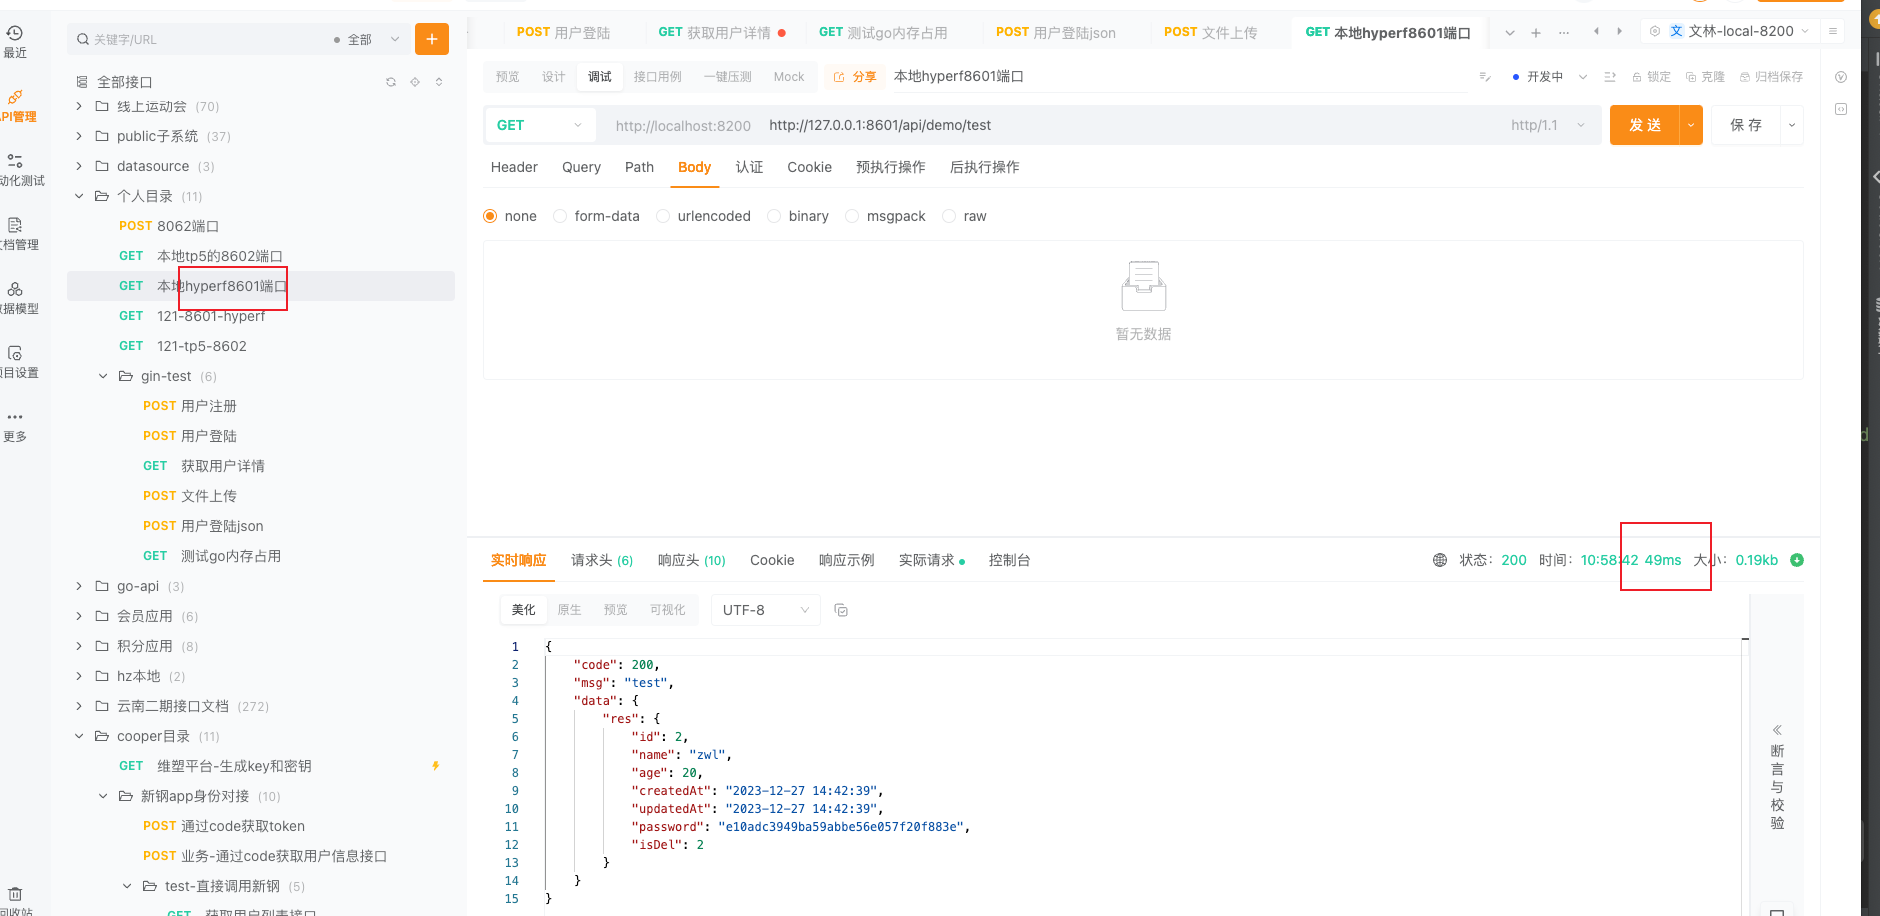 POST 用户登陆
GET 获取用户详情
GET 测试go内存占用
POST 用户登陆json
POST 文件上传
GET 本地hyperf8601端口
文 文林-local-8200
最近
API管理
动化测试
文档管理
数据模型
项目设置
更多
回收站
关键字/URL
全部
全部接口
线上运动会 (70)
public子系统 (37)
datasource (3)
个人目录 (11)
POST 8062端口
GET 本地tp5的8602端口
GET 本地hyperf8601端口
GET 121-8601-hyperf
GET 121-tp5-8602
gin-test (6)
POST 用户注册
POST 用户登陆
GET 获取用户详情
POST 文件上传
POST 用户登陆json
GET 测试go内存占用
go-api (3)
会员应用 (6)
积分应用 (8)
hz本地 (2)
云南二期接口文档 (272)
cooper目录 (11)
GET 维塑平台-生成key和密钥
新钢app身份对接 (10)
POST 通过code获取token
POST 业务-通过code获取用户信息接口
test-直接调用新钢 (5)
GET 获取用户列表接口
预览 设计 调试 接口用例 一键压测 Mock 分享 本地hyperf8601端口
开发中 锁定 克隆 归档保存
GET http://localhost:8200 http://127.0.0.1:8601/api/demo/test http/1.1 发 送 保 存
Header Query Path Body 认证 Cookie 预执行操作 后执行操作
none form-data urlencoded binary msgpack raw
暂无数据
实时响应 请求头 (6) 响应头 (10) Cookie 响应示例 实际请求 控制台
状态: 200 时间: 10:58:42 49ms 大小: 0.19kb
美化 原生 预览 可视化 UTF-8
1 {
2 "code": 200,
3 "msg": "test",
4 "data": {
5 "res": {
6 "id": 2,
7 "name": "zwl",
8 "age": 20,
9 "createdAt": "2023-12-27 14:42:39",
10 "updatedAt": "2023-12-27 14:42:39",
11 "password": "e10adc3949ba59abbe56e057f20f883e",
12 "isDel": 2
13 }
14 }
15 }
断言与校验